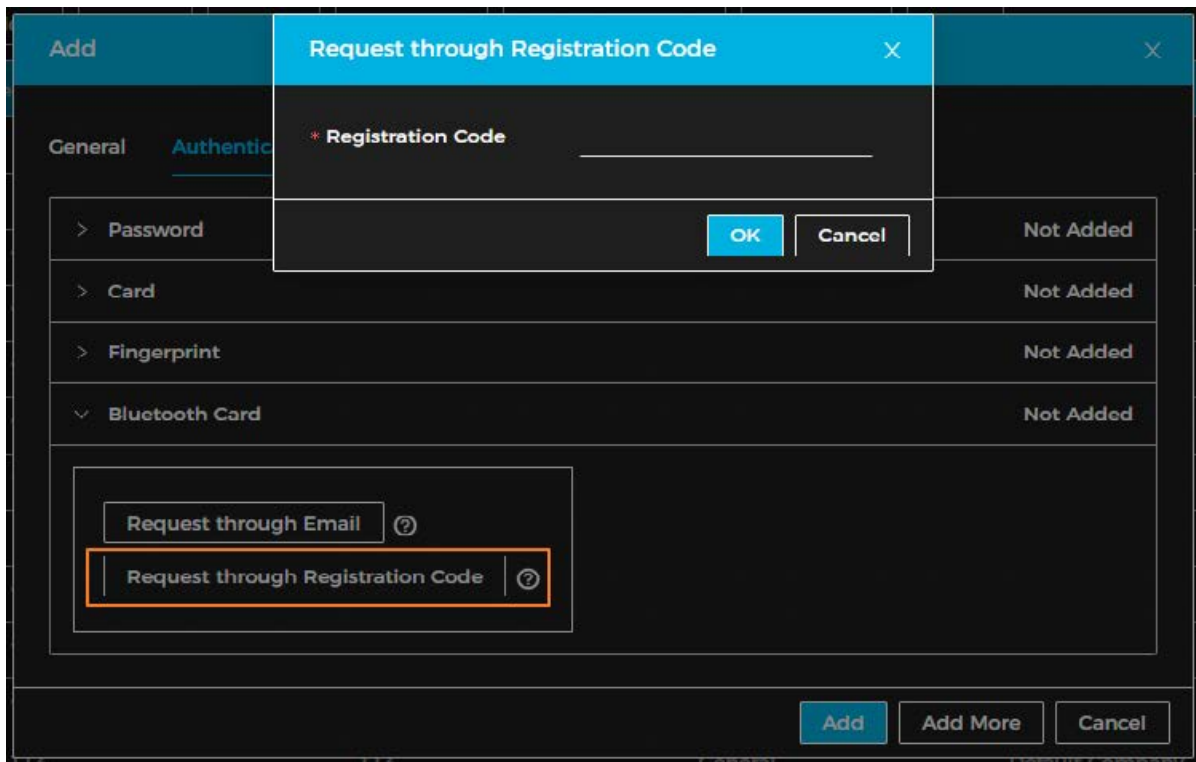 Add
Request through Registration Code
General
Authentic
* Registration Code
OK
Cancel
> Password
Not Added
> Card
Not Added
> Fingerprint
Not Added
Bluetooth Card
Not Added
Request through Email
Request through Registration Code
Add
Add More
Cancel